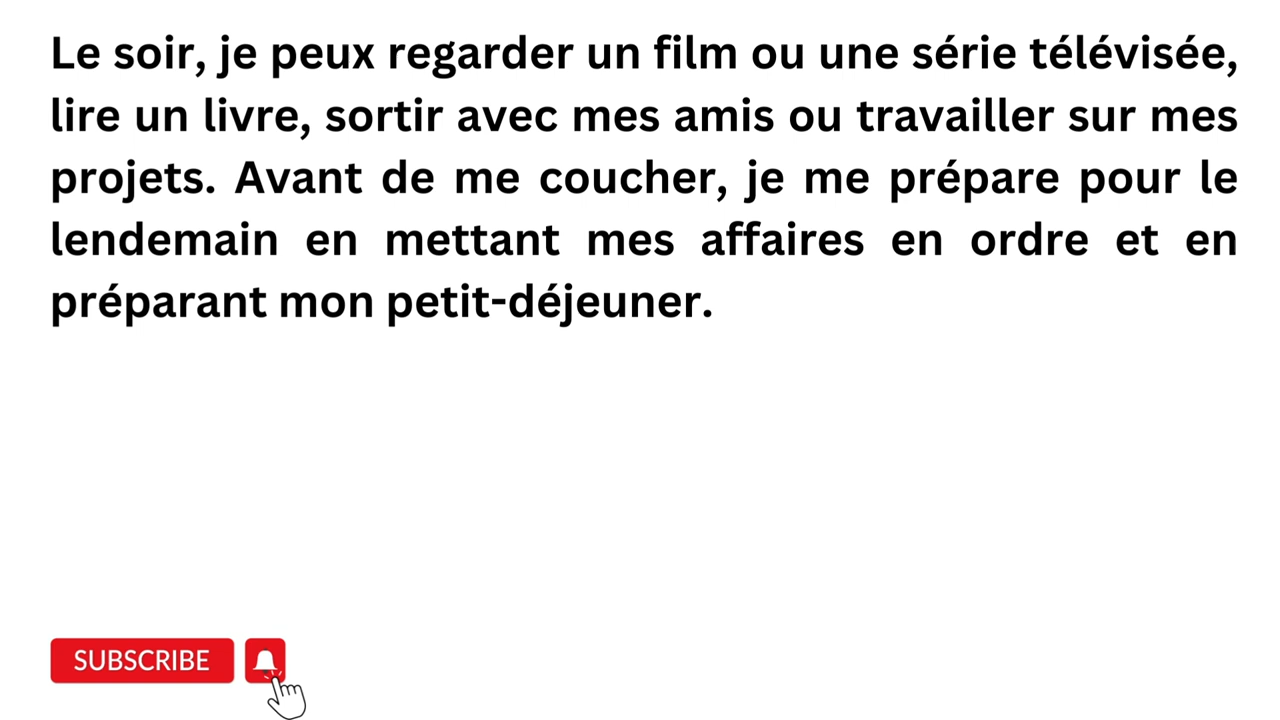 Le soir, je peux regarder un film ou une série télévisée,
lire un livre, sortir avec mes amis ou travailler sur mes
projets. Avant de me coucher, je me prépare pour le
lendemain en mettant mes affaires en ordre et en
préparant mon petit-déjeuner.
SUBSCRIBE